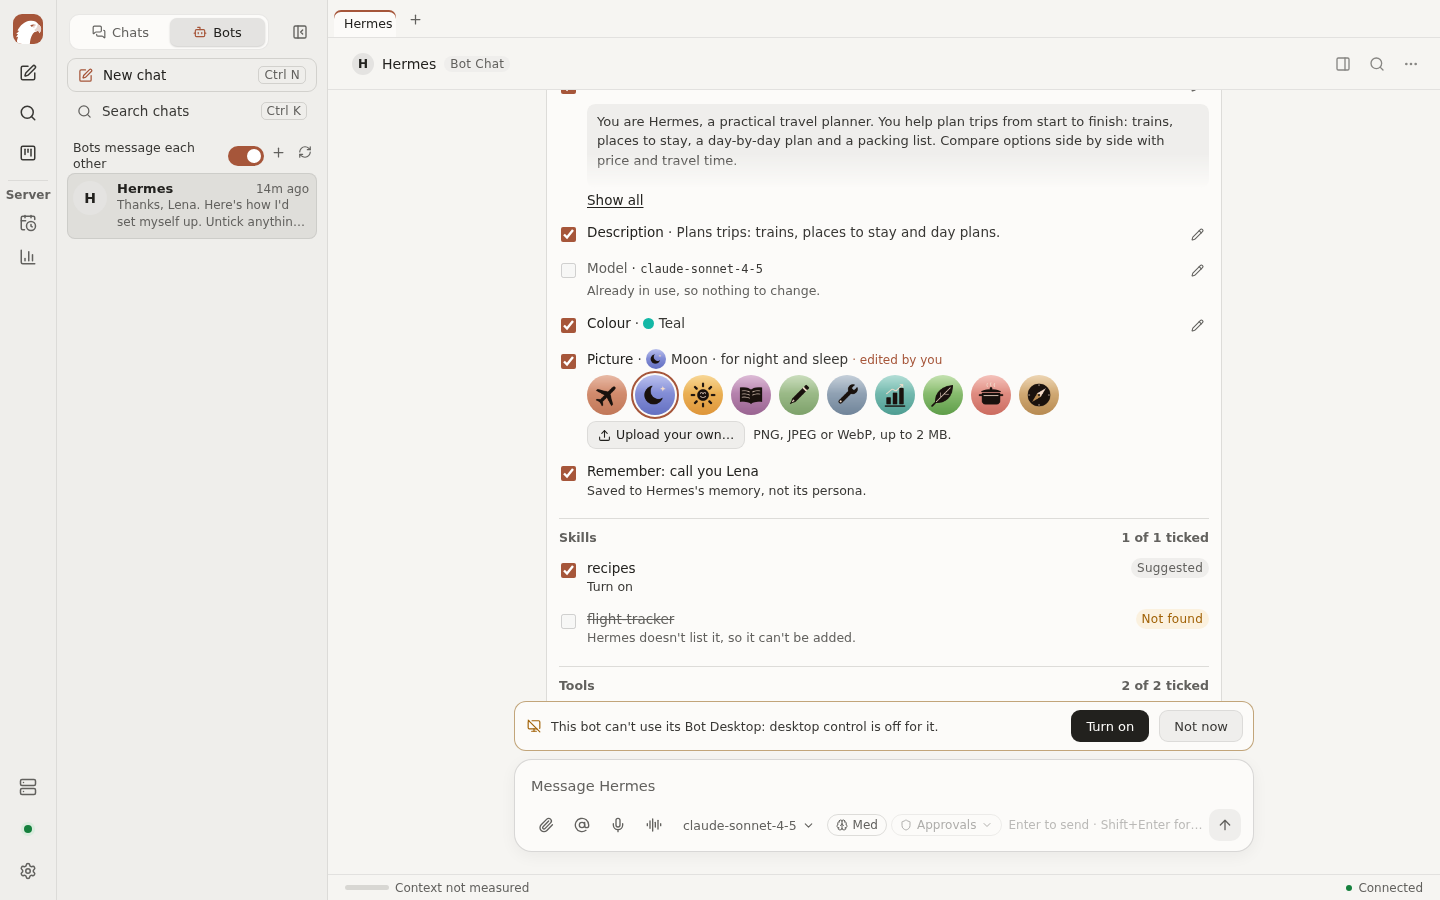 Chats
Bots
New chat
Ctrl N
Search chats
Ctrl K
Bots message each
other
Server
Hermes
14m ago
Thanks, Lena. Here's how I'd
set myself up. Untick anythin…
H
Hermes
H
Hermes
Bot Chat
You are Hermes, a practical travel planner. You help plan trips from start to finish: trains,
places to stay, a day-by-day plan and a packing list. Compare options side by side with
price and travel time.
Show all
Description · Plans trips: trains, places to stay and day plans.
Model · claude-sonnet-4-5
Already in use, so nothing to change.
Colour · Teal
Picture · Moon · for night and sleep · edited by you
Upload your own…
PNG, JPEG or WebP, up to 2 MB.
Remember: call you Lena
Saved to Hermes's memory, not its persona.
Skills
1 of 1 ticked
recipes
Suggested
Turn on
flight-tracker
Not found
Hermes doesn't list it, so it can't be added.
Tools
2 of 2 ticked
This bot can't use its Bot Desktop: desktop control is off for it.
Turn on
Not now
Message Hermes
claude-sonnet-4-5
Med
Approvals
Enter to send · Shift+Enter for…
Context not measured
Connected